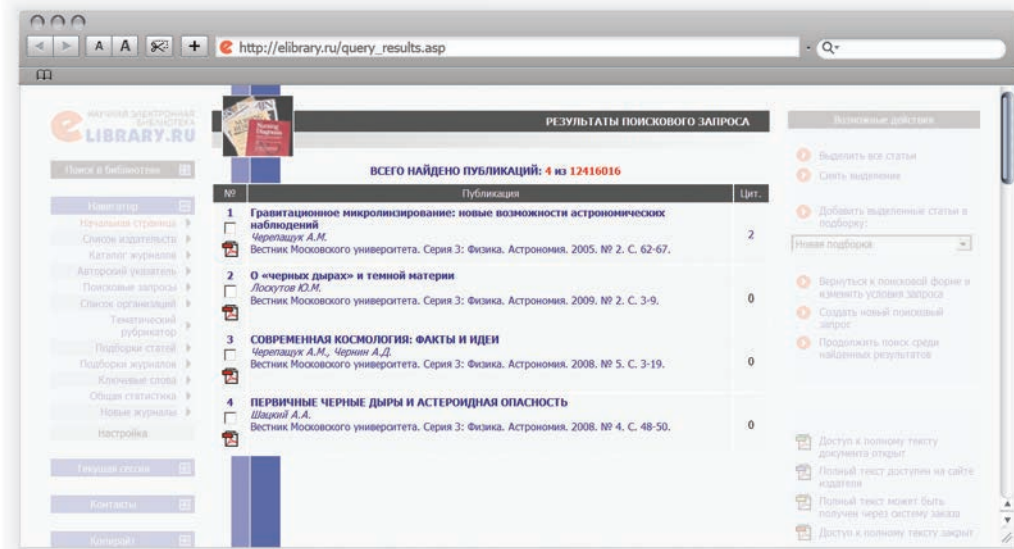 A A + http://elibrary.ru/query_results.asp
НАУЧНАЯ ЭЛЕКТРОННАЯ
БИБЛИОТЕКА
LIBRARY.RU
Поиск в библиотеке
Навигатор
Начальная страница
Список издательств
Каталог журналов
Авторский указатель
Поисковые запросы
Список организаций
Тематический
рубрикатор
Подборки статей
Подборки журналов
Ключевые слова
Общая статистика
Новые журналы
Настройка
Текущая сессия
Контакты
Копирайт
РЕЗУЛЬТАТЫ ПОИСКОВОГО ЗАПРОСА
ВСЕГО НАЙДЕНО ПУБЛИКАЦИЙ: 4 из 12416016
№ Публикация Цит.
1 Гравитационное микролинзирование: новые возможности астрономических
наблюдений
Черепащук А.М.
Вестник Московского университета. Серия 3: Физика. Астрономия. 2005. № 2. С. 62-67.
2
2 О «черных дырах» и темной материи
Лоскутов Ю.М.
Вестник Московского университета. Серия 3: Физика. Астрономия. 2009. № 2. С. 3-9.
0
3 СОВРЕМЕННАЯ КОСМОЛОГИЯ: ФАКТЫ И ИДЕИ
Черепащук А.М., Чернин А.Д.
Вестник Московского университета. Серия 3: Физика. Астрономия. 2008. № 5. С. 3-19.
0
4 ПЕРВИЧНЫЕ ЧЕРНЫЕ ДЫРЫ И АСТЕРОИДНАЯ ОПАСНОСТЬ
Шацкий А.А.
Вестник Московского университета. Серия 3: Физика. Астрономия. 2008. № 4. С. 48-50.
0
Возможные действия
Выделить все статьи
Снять выделение
Добавить выделенные статьи в
подборку:
Новая подборка
Вернуться к поисковой форме и
изменить условия запроса
Создать новый поисковый
запрос
Продолжить поиск среди
найденных результатов
Доступ к полному тексту
документа открыт
Полный текст доступен на сайте
издателя
Полный текст может быть
получен через систему заказа
Доступ к полному тексту закрыт